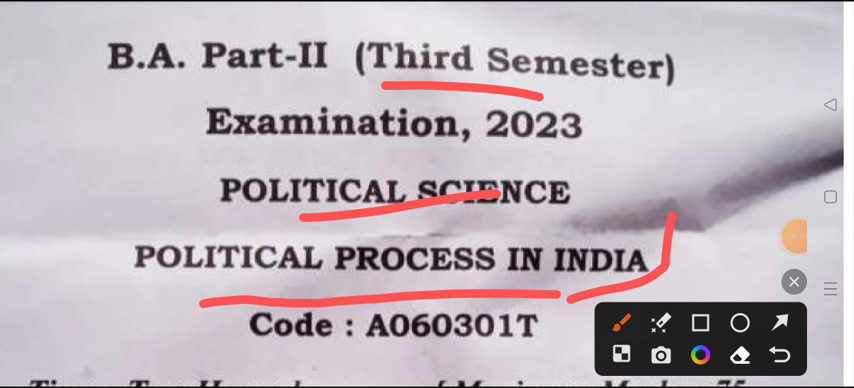 B.A. Part-II (Third Semester)
Examination, 2023
POLITICAL SCIENCE
POLITICAL PROCESS IN INDIA
Code : A060301T